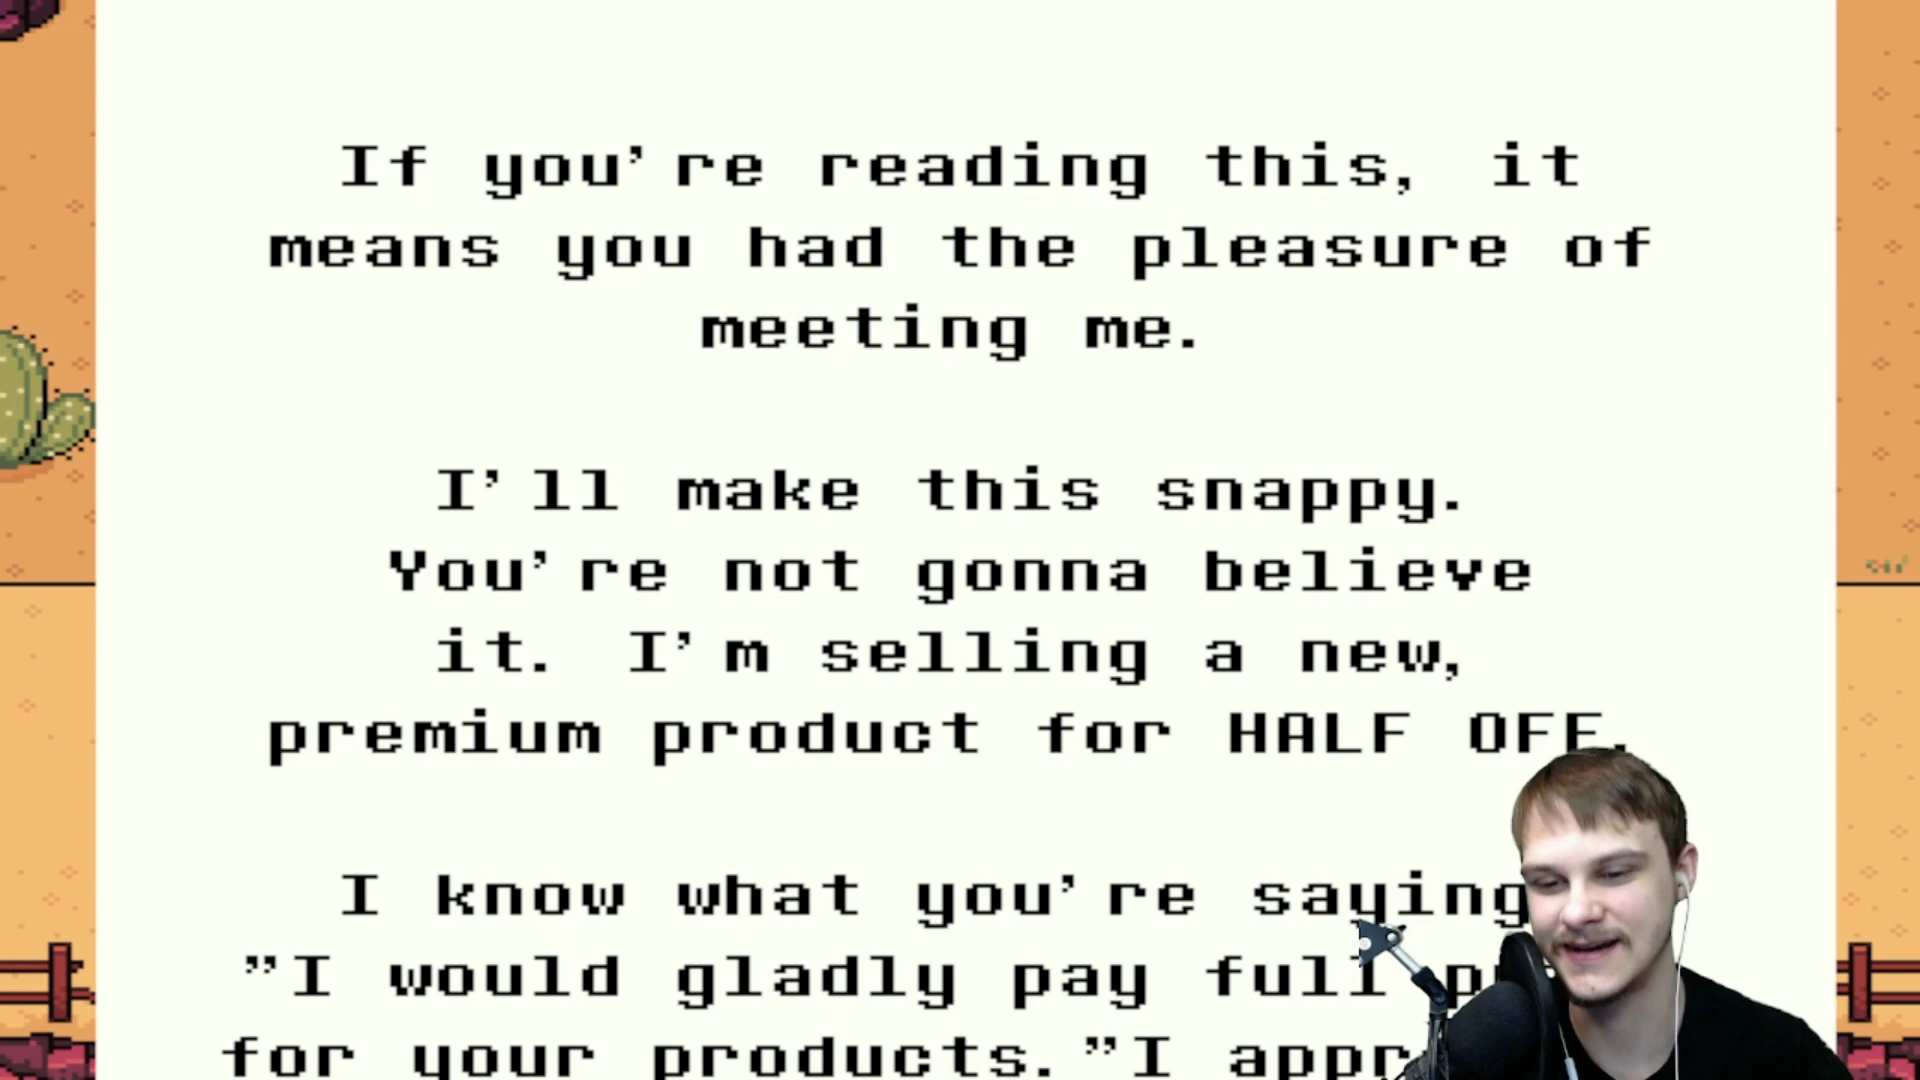 If you're reading this, it
means you had the pleasure of
meeting me.
I'll make this snappy.
You're not gonna believe
it. I'm selling a new,
premium product for HALF OFF.
I know what you're saying
"I would gladly pay full
for your products."I